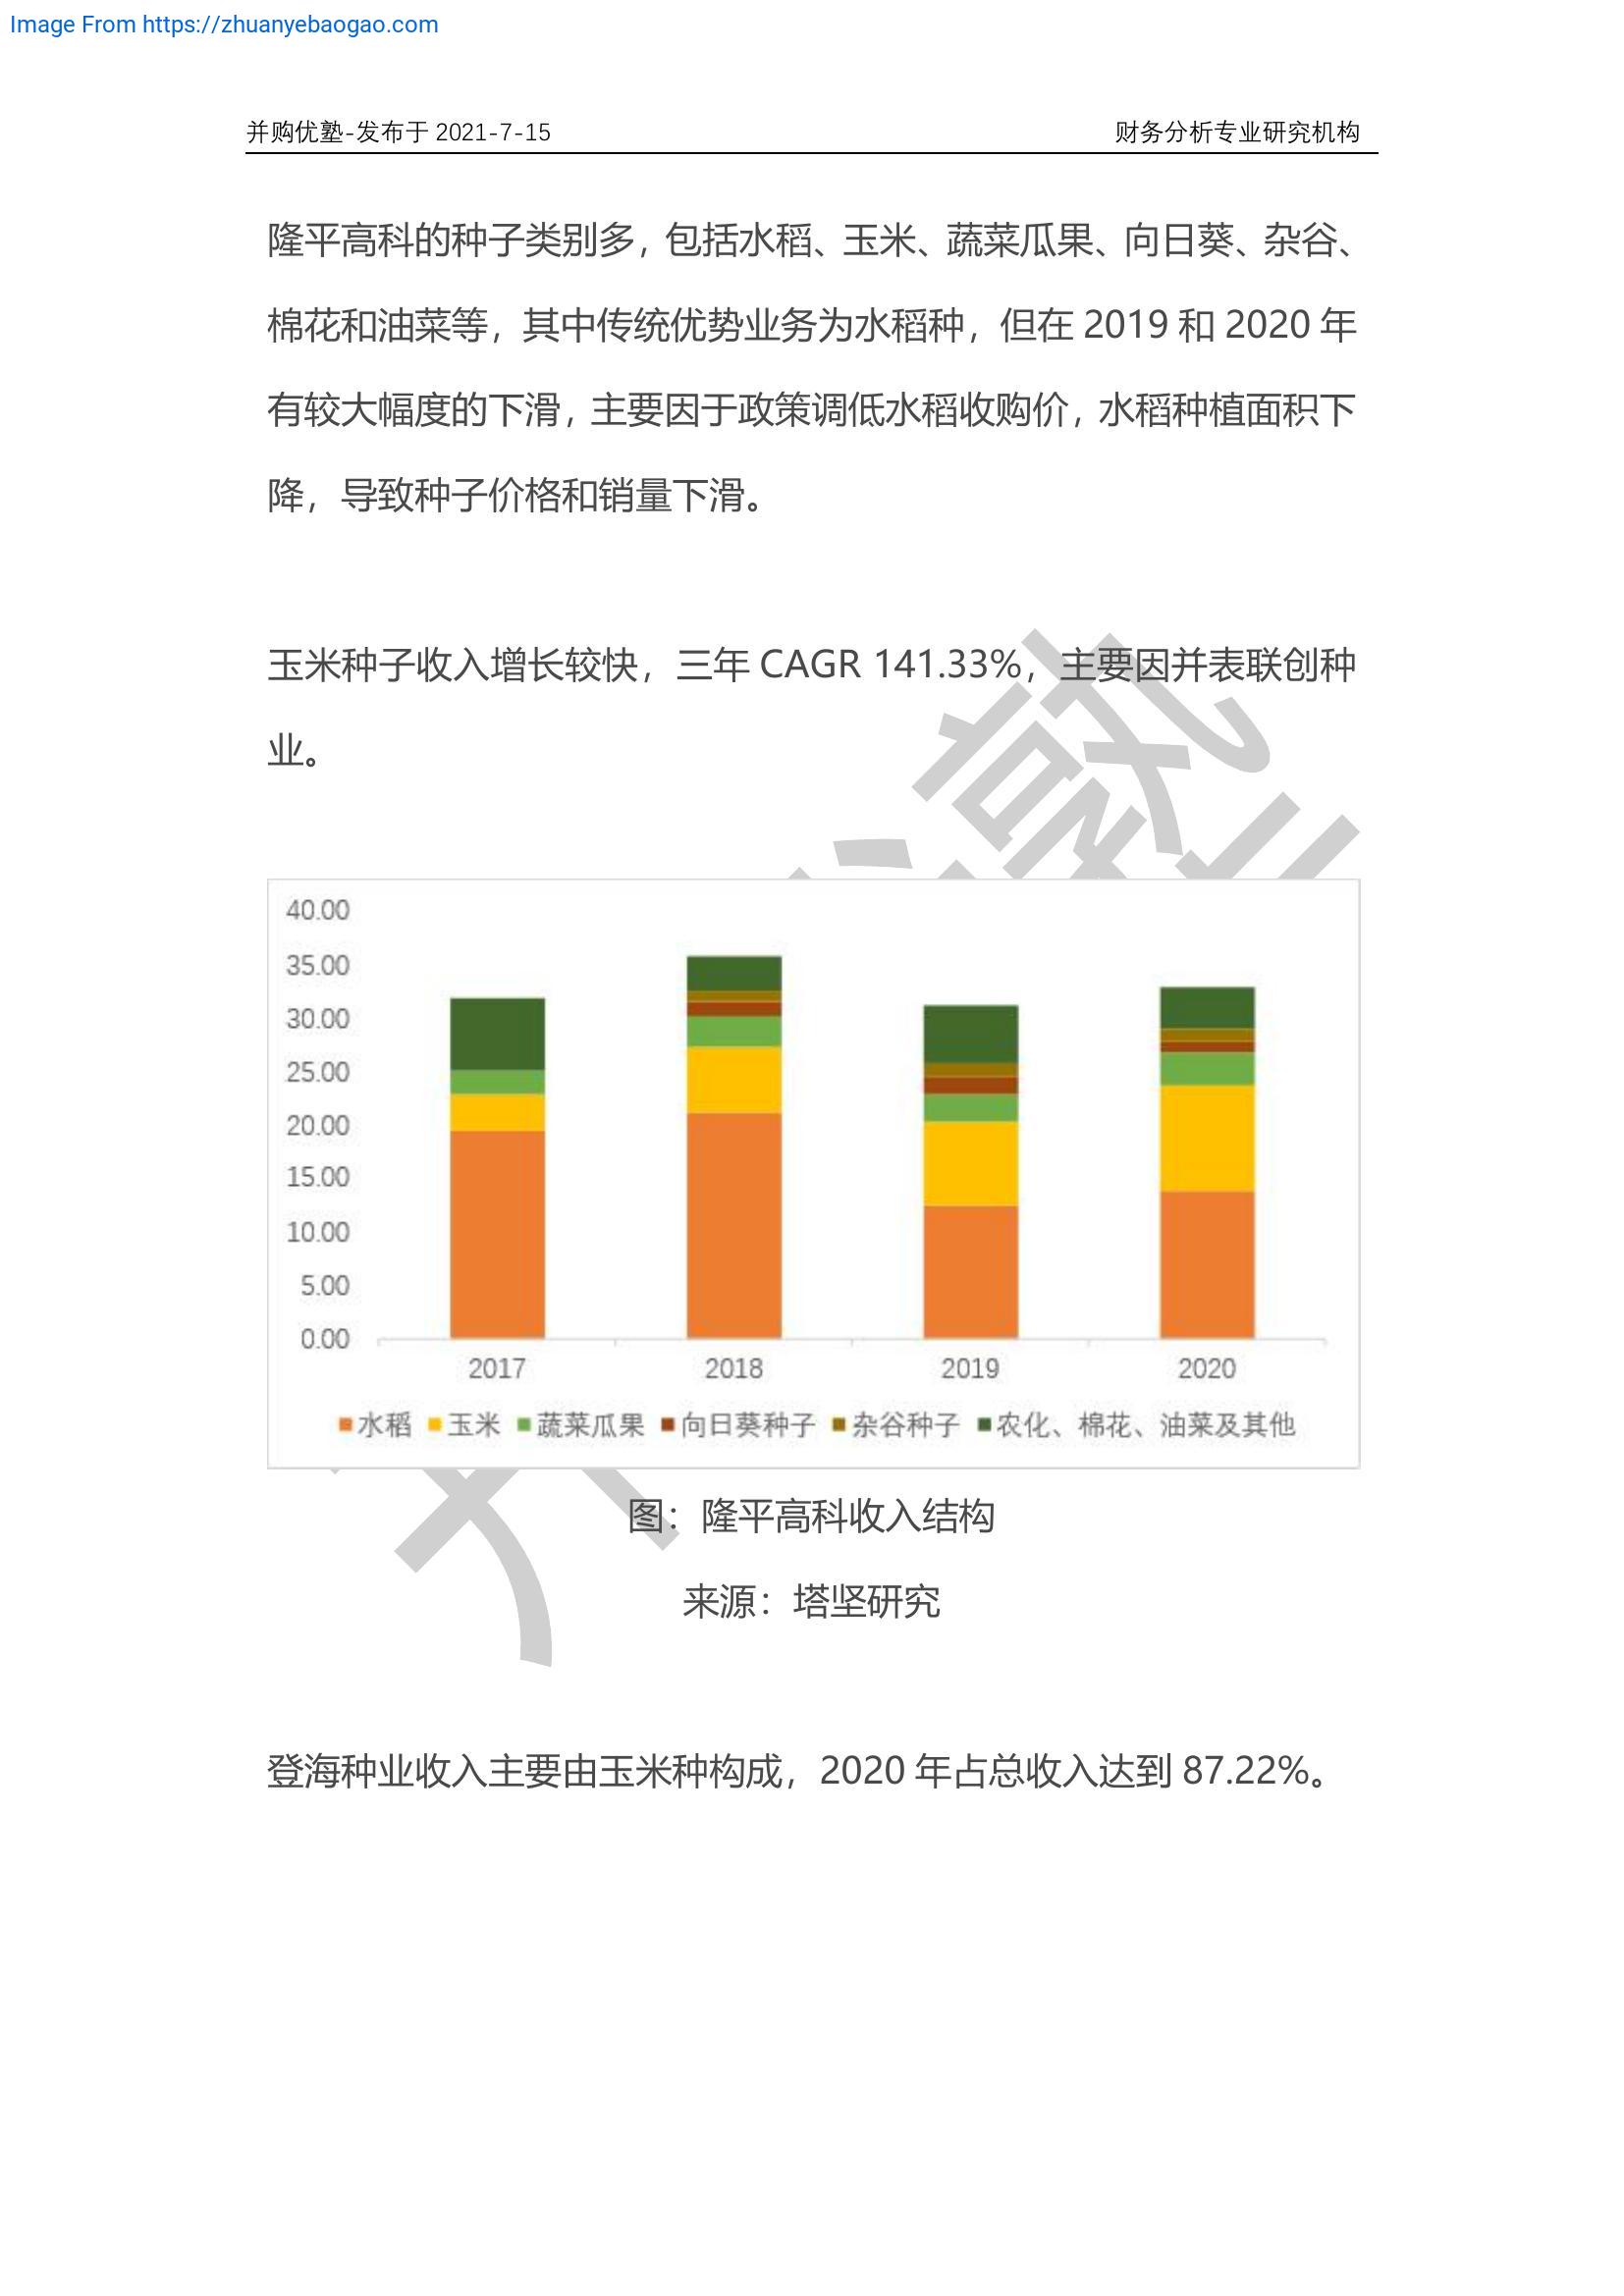 Image From https://zhuanyebaogao.com
并购优塾-发布于 2021-7-15 财务分析专业研究机构
隆平高科的种子类别多，包括水稻、玉米、蔬菜瓜果、向日葵、杂谷、
棉花和油菜等，其中传统优势业务为水稻种，但在 2019 和 2020 年
有较大幅度的下滑，主要因于政策调低水稻收购价，水稻种植面积下
降，导致种子价格和销量下滑。
玉米种子收入增长较快，三年 CAGR 141.33%，主要因并表联创种
业。
40.00
35.00
30.00
25.00
20.00
15.00
10.00
5.00
0.00
2017 2018 2019 2020
水稻 玉米 蔬菜瓜果 向日葵种子 杂谷种子 农化、棉花、油菜及其他
图：隆平高科收入结构
来源：塔坚研究
登海种业收入主要由玉米种构成，2020 年占总收入达到 87.22%。